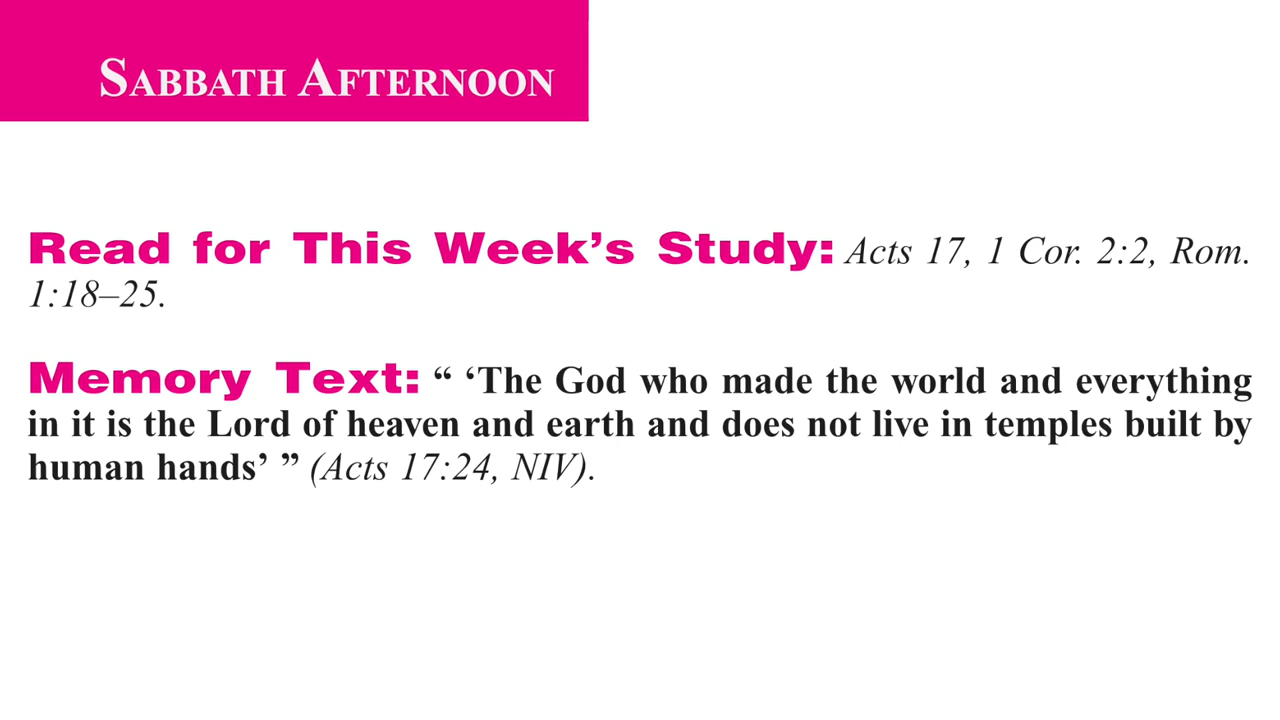 SABBATH AFTERNOON
Read for This Week’s Study: Acts 17, 1 Cor. 2:2, Rom.
1:18–25.
Memory Text: “ ‘The God who made the world and everything
in it is the Lord of heaven and earth and does not live in temples built by
human hands’ ” (Acts 17:24, NIV).